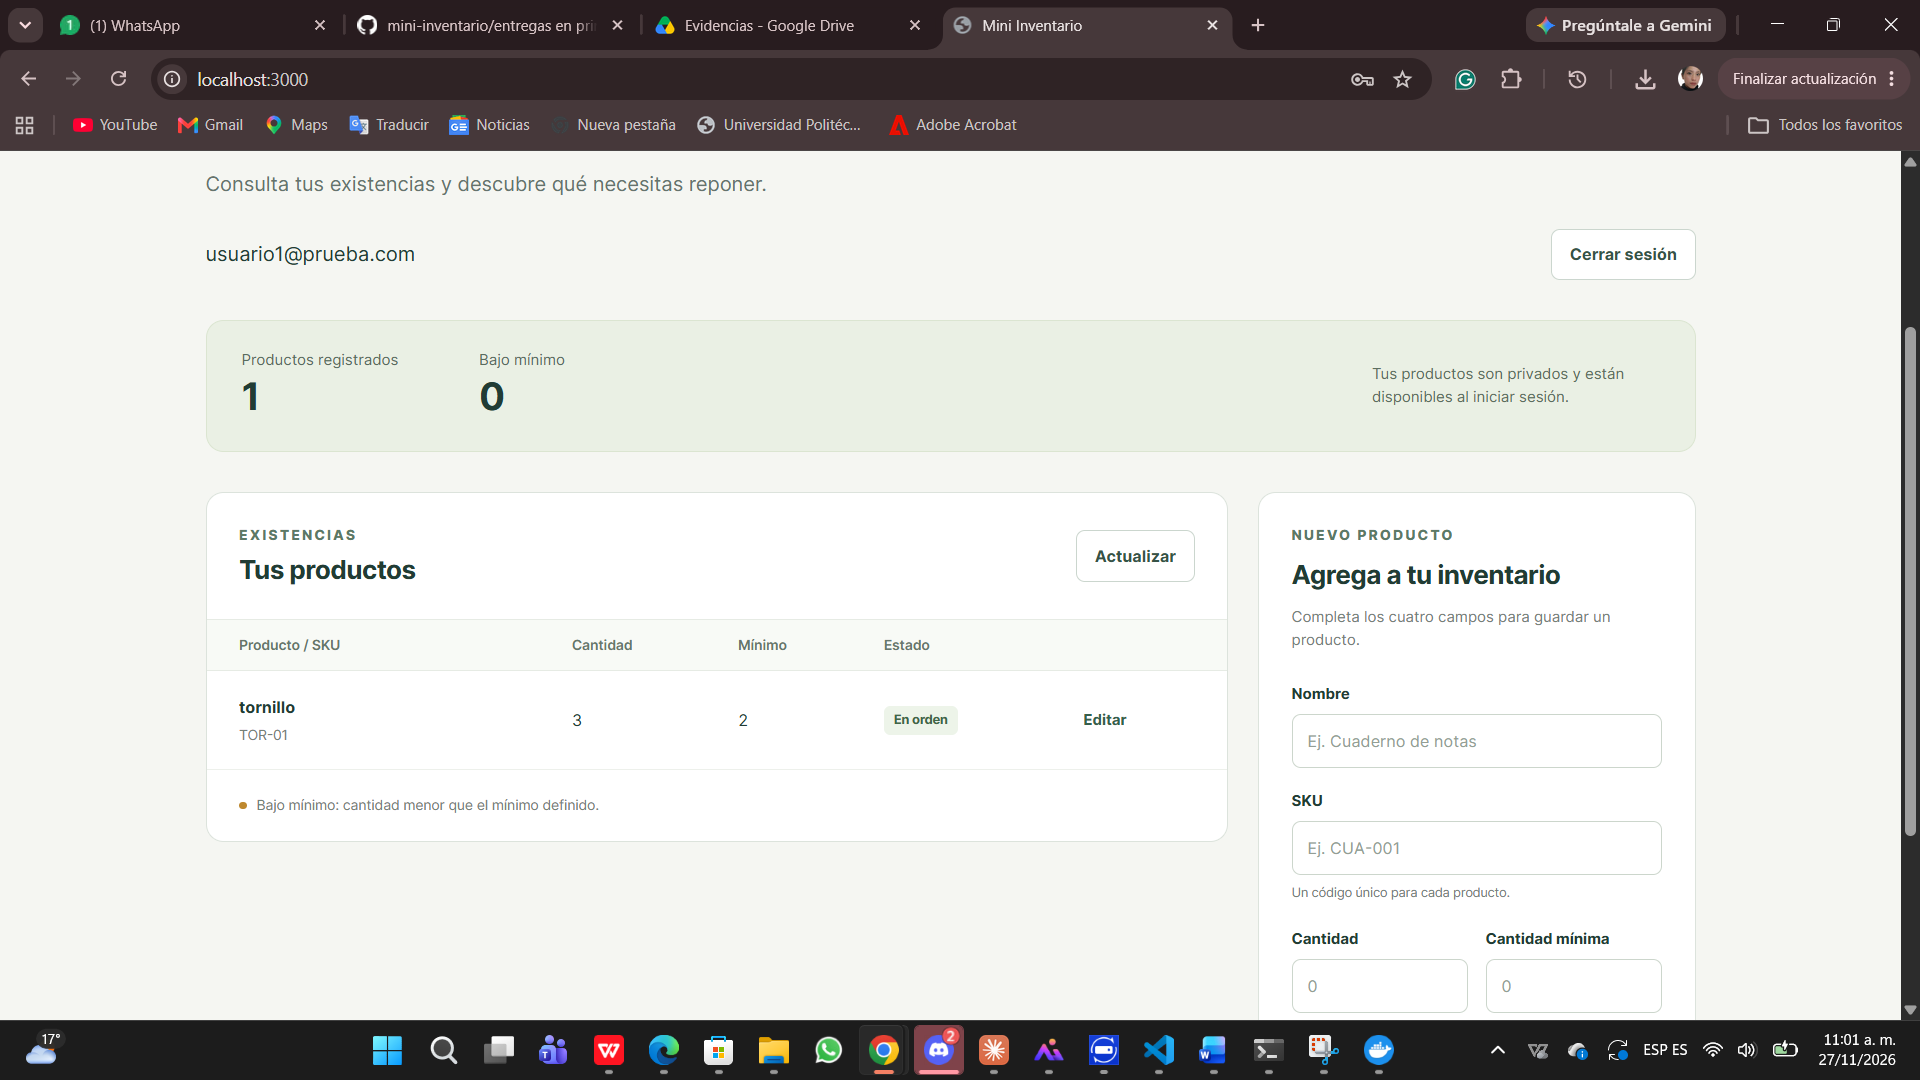 (1) WhatsApp
mini-inventario/entregas en pri
Evidencias - Google Drive
Mini Inventario
Pregúntale a Gemini
localhost:3000
Finalizar actualización
YouTube
Gmail
Maps
Traducir
Noticias
Nueva pestaña
Universidad Politéc...
Adobe Acrobat
Todos los favoritos
Consulta tus existencias y descubre qué necesitas reponer.
usuario1@prueba.com
Cerrar sesión
Productos registrados
1
Bajo mínimo
0
Tus productos son privados y están
disponibles al iniciar sesión.
EXISTENCIAS
Tus productos
Actualizar
Producto / SKU
Cantidad
Mínimo
Estado
tornillo
TOR-01
3
2
En orden
Editar
Bajo mínimo: cantidad menor que el mínimo definido.
NUEVO PRODUCTO
Agrega a tu inventario
Completa los cuatro campos para guardar un
producto.
Nombre
Ej. Cuaderno de notas
SKU
Ej. CUA-001
Un código único para cada producto.
Cantidad
Cantidad mínima
0
0
17°
2
ESP ES
11:01 a. m.
27/11/2026